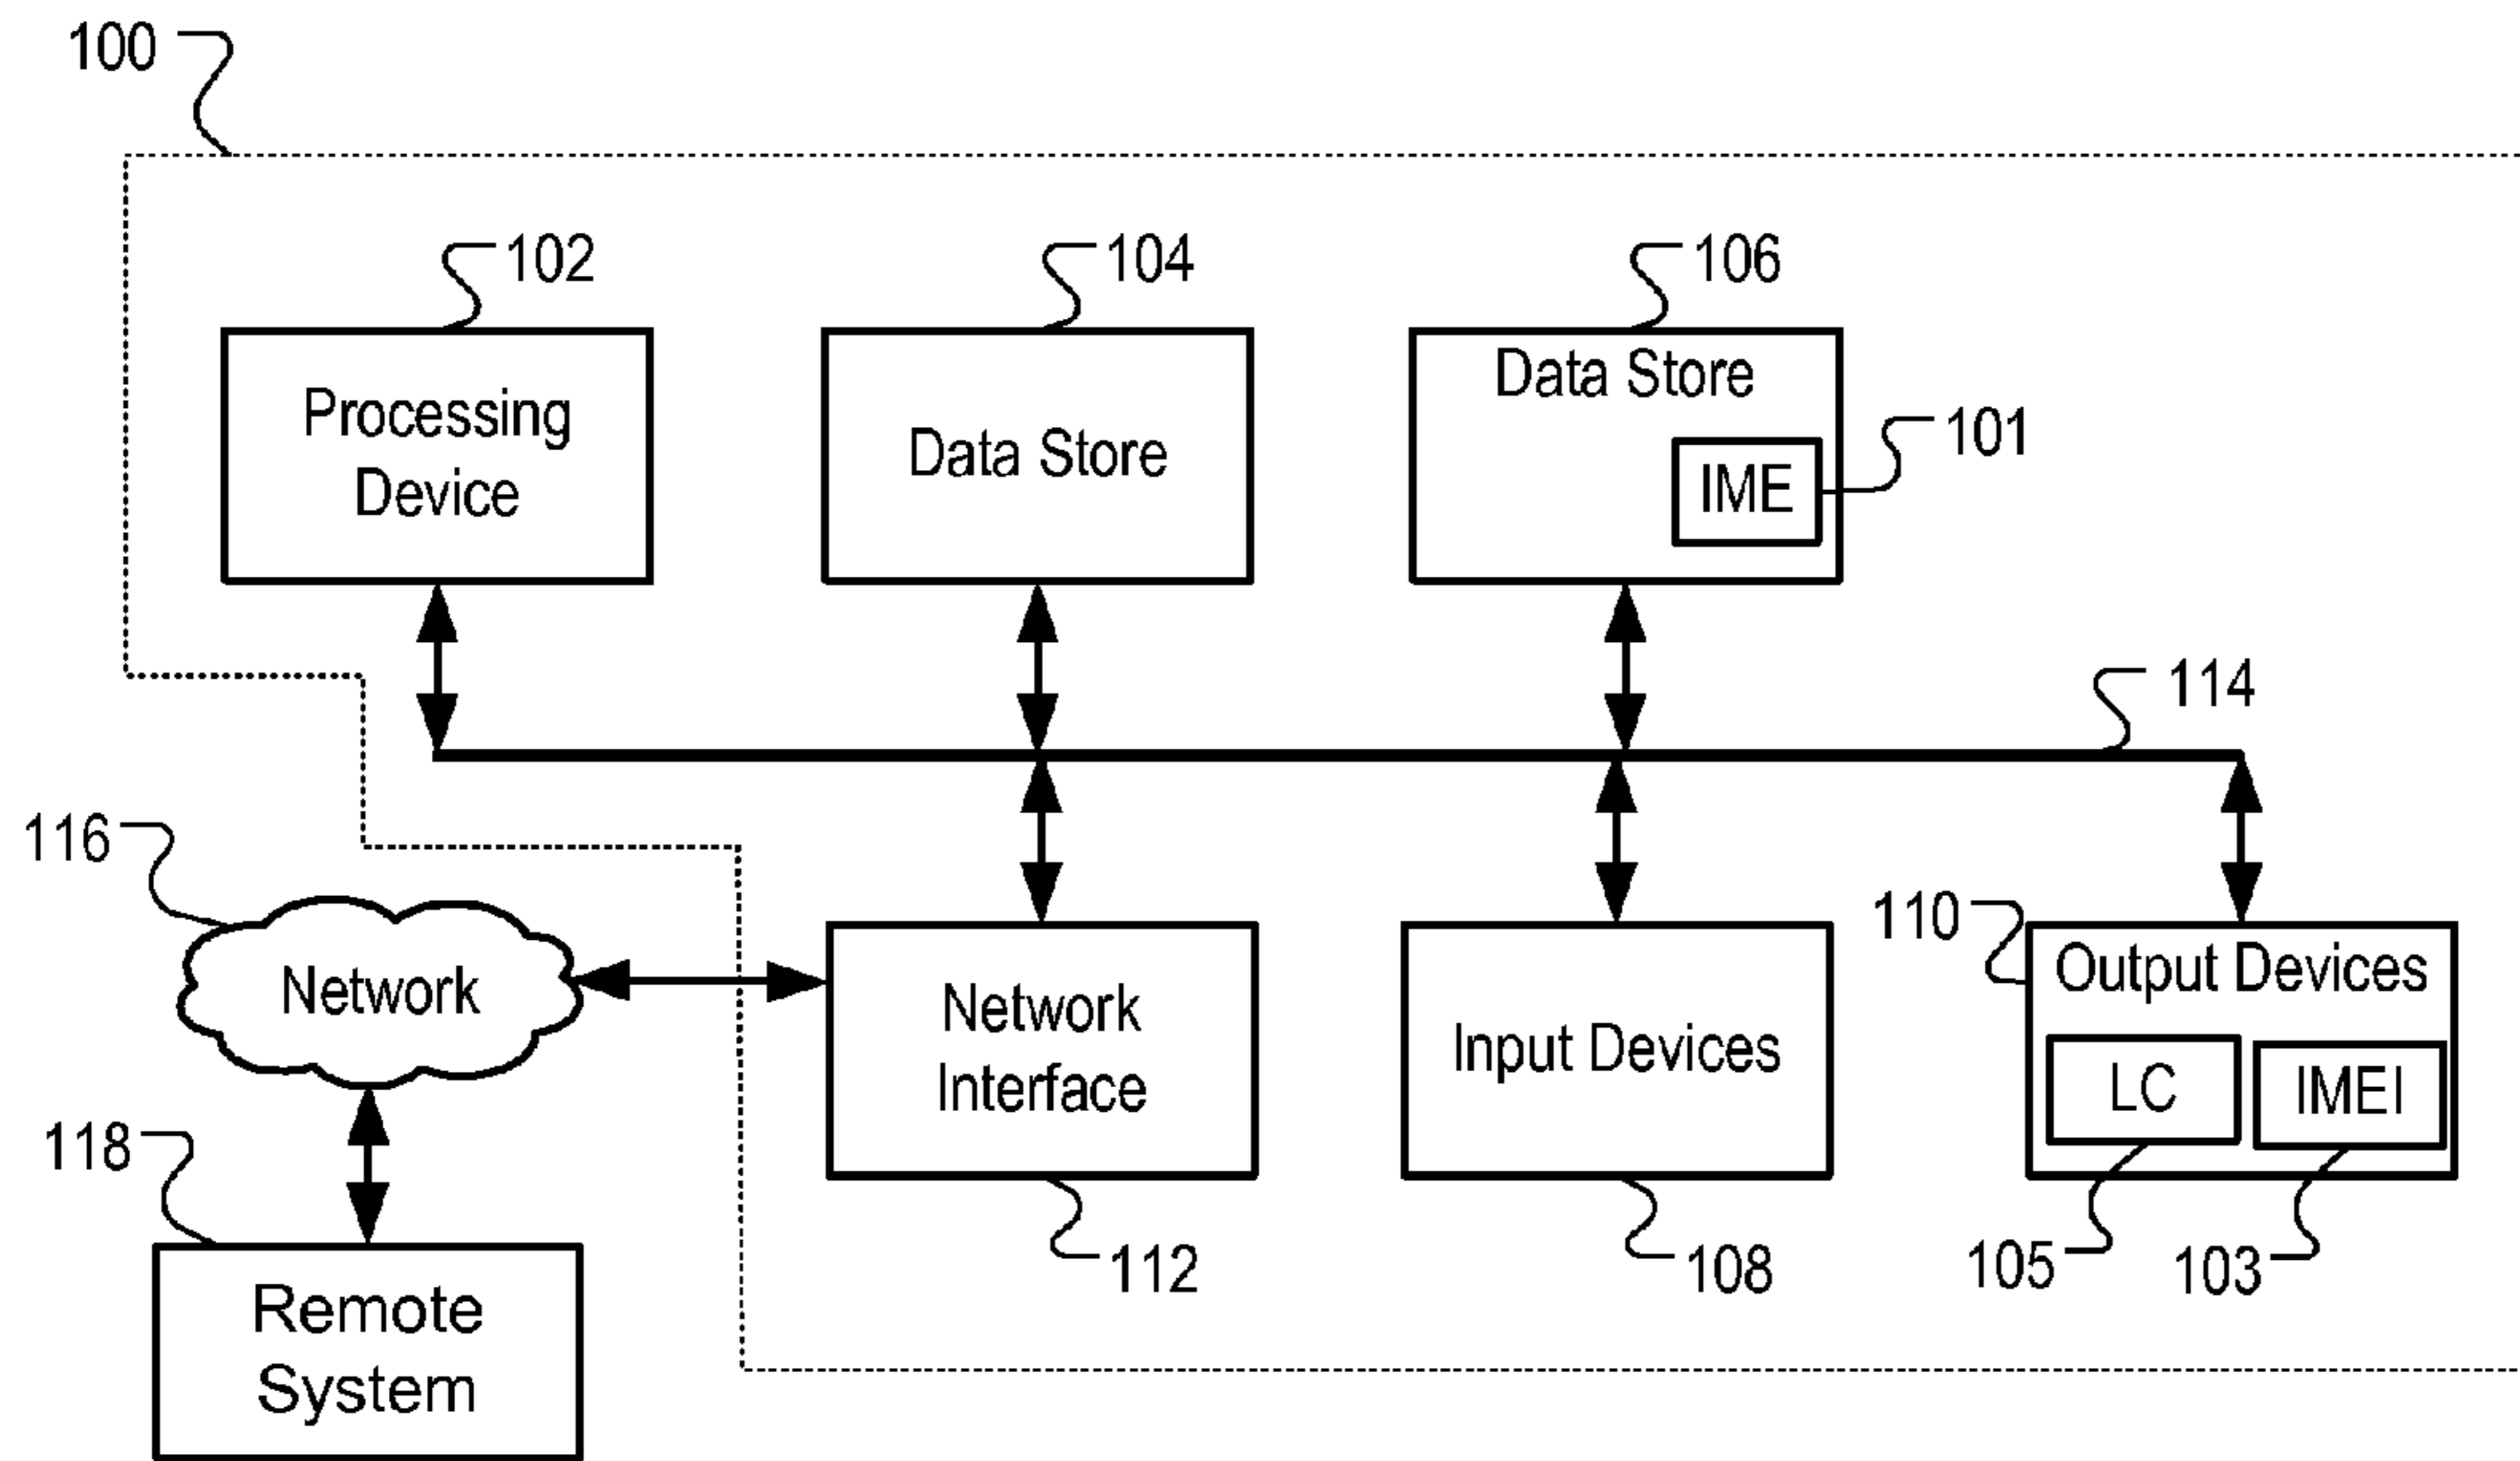 100
102
104
106
Processing
Device
Data Store
Data Store
IME
101
114
116
Network
110
Network
Interface
Input Devices
Output Devices
LC
IMEI
118
Remote
System
112
108
105
103